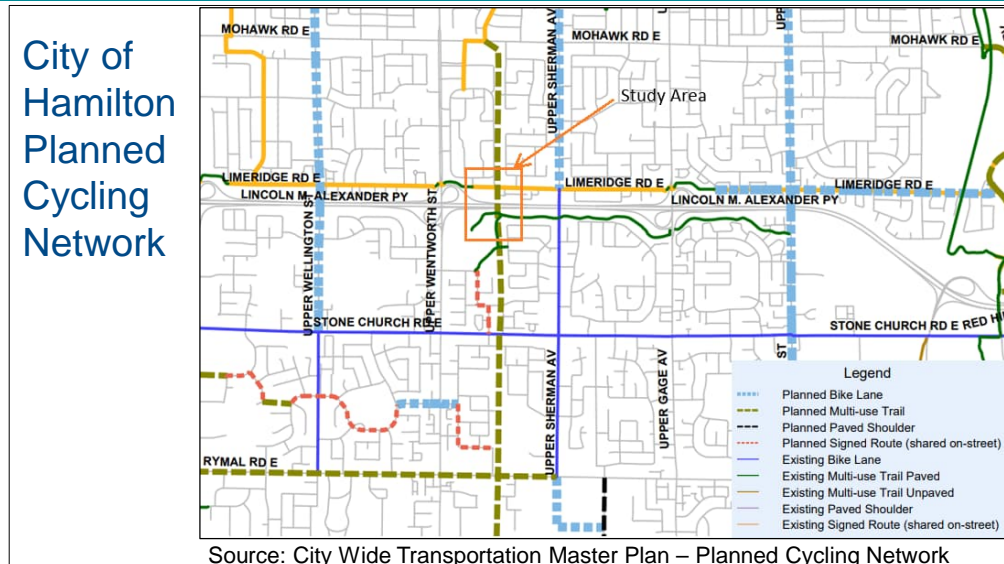 City of
Hamilton
Planned
Cycling
Network
MOHAWK RD E
MOHAWK RD E
MOHAWK RD E
UPPER SHERMAN AV
UPP
Study Area
LIMERIDGE RD E
LIMERIDGE RD E
LIMERIDGE RD E
LINCOLN M. ALEXANDER PY
LINCOLN M. ALEXANDER PY
UPPER WELLINGTON
UPPER WENTWORTH ST
STONE CHURCH RD E
STONE CHURCH RD E
RED HI
UPPER SHERMAN AV
UPPER GAGE AV
ST
RYMAL RD E
Legend
Planned Bike Lane
Planned Multi-use Trail
Planned Paved Shoulder
Planned Signed Route (shared on-street)
Existing Bike Lane
Existing Multi-use Trail Paved
Existing Multi-use Trail Unpaved
Existing Paved Shoulder
Existing Signed Route (shared on-street)
Source: City Wide Transportation Master Plan – Planned Cycling Network